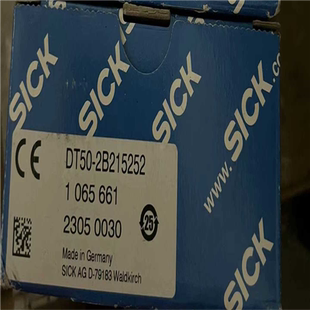 SICK
SICK
SICK
SICK
SICK
DT50-2B215252
1 065 661
2305 0030
25
Made in Germany
SICK AG D-79183 Waldkirch